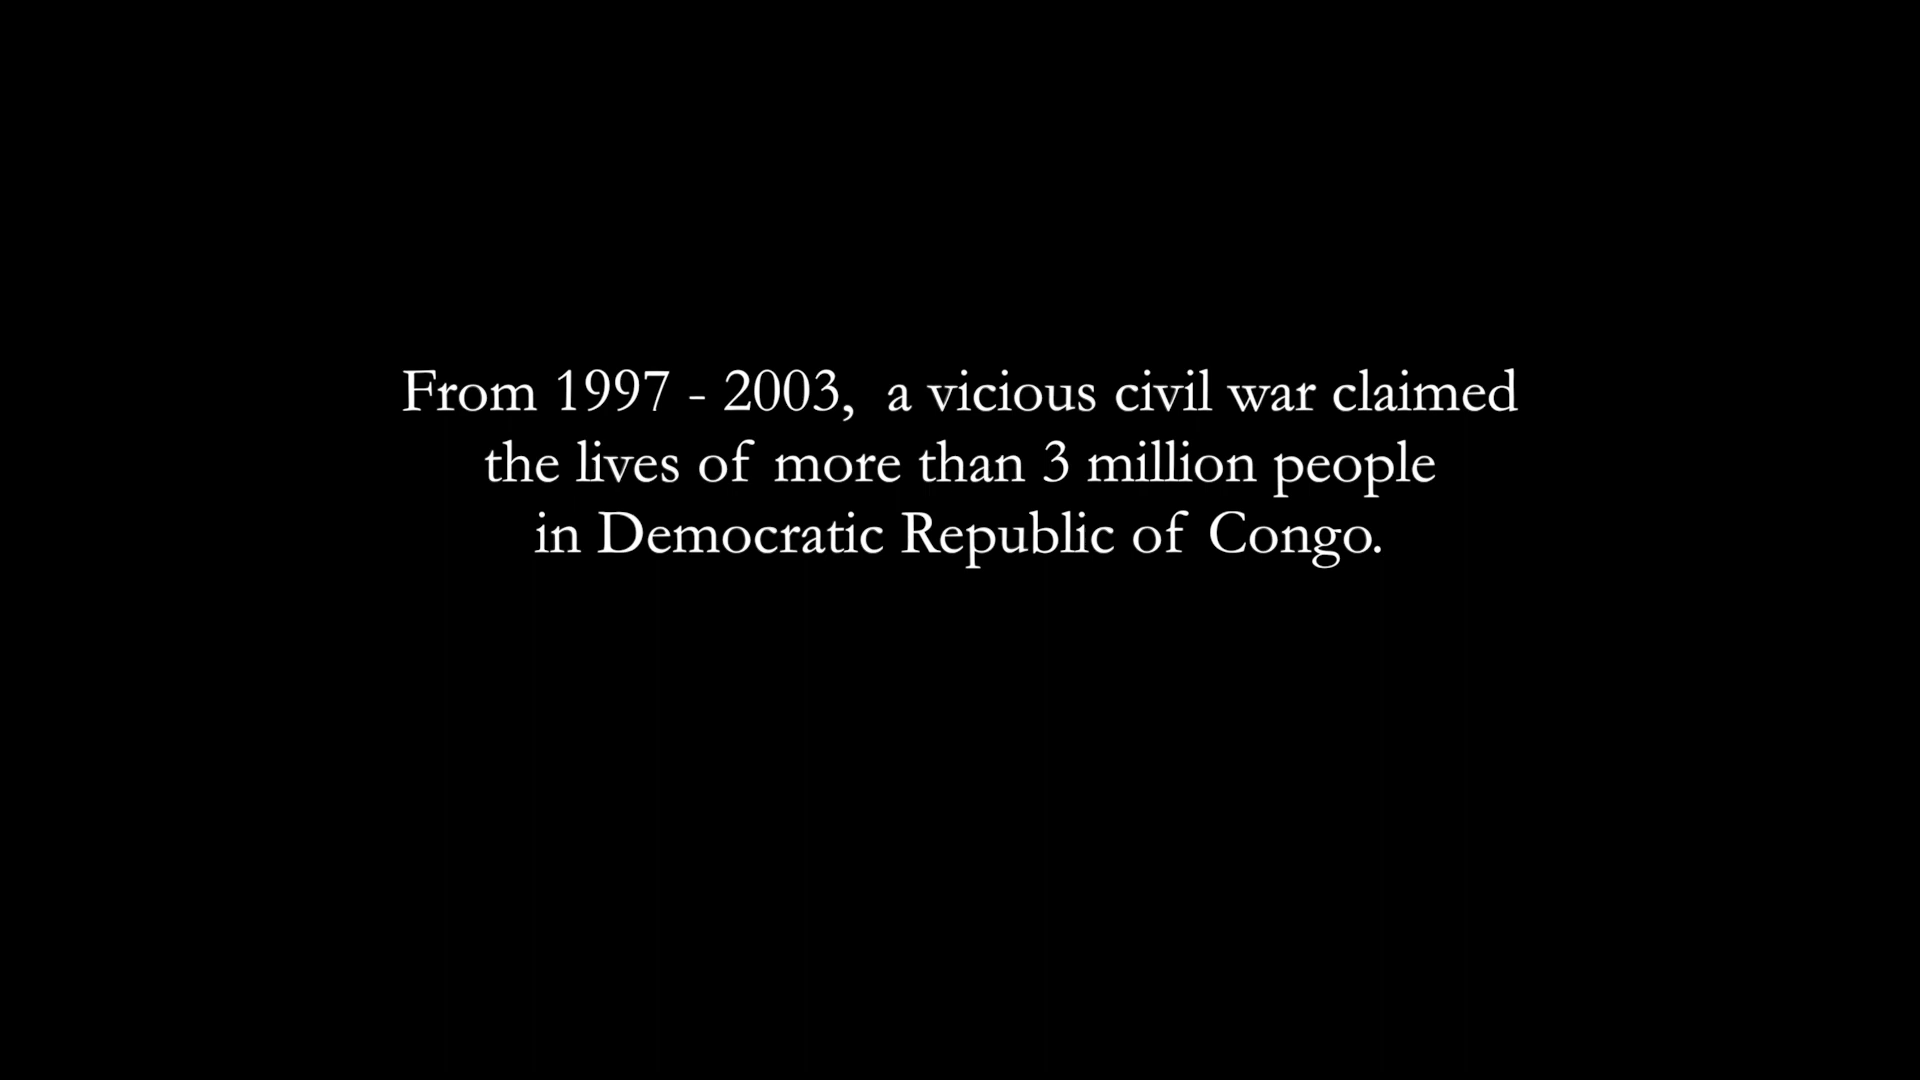 From 1997 - 2003, a vicious civil war claimed
the lives of more than 3 million people
in Democratic Republic of Congo.